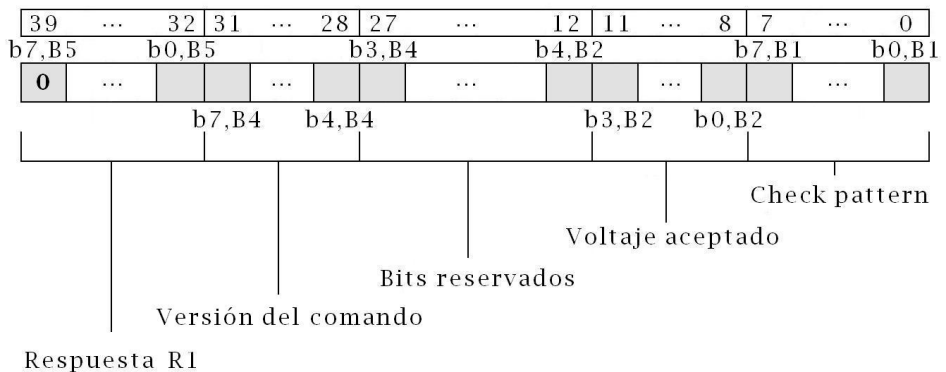 39 ... 32 31 ... 28 27 ... 12 11 ... 8 7 ... 0
b7,B5 b0,B5 b3,B4 b4,B2 b7,B1 b0,B1
0 ... ... ... ... ...
b7,B4 b4,B4 b3,B2 b0,B2
Check pattern
Voltaje aceptado
Bits reservados
Versión del comando
Respuesta R1